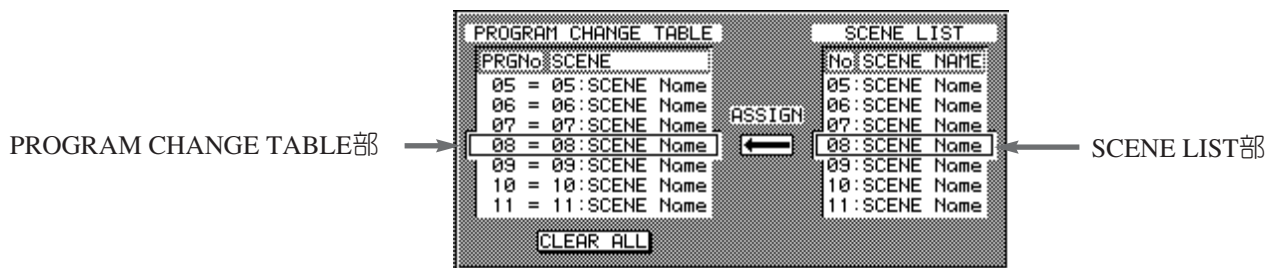 PROGRAM CHANGE TABLE
PRGNo SCENE
05 = 05:SCENE Name
06 = 06:SCENE Name
07 = 07:SCENE Name
08 = 08:SCENE Name
09 = 09:SCENE Name
10 = 10:SCENE Name
11 = 11:SCENE Name
CLEAR ALL
ASSIGN
SCENE LIST
No SCENE NAME
05:SCENE Name
06:SCENE Name
07:SCENE Name
08:SCENE Name
09:SCENE Name
10:SCENE Name
11:SCENE Name
PROGRAM CHANGE TABLE部
SCENE LIST部